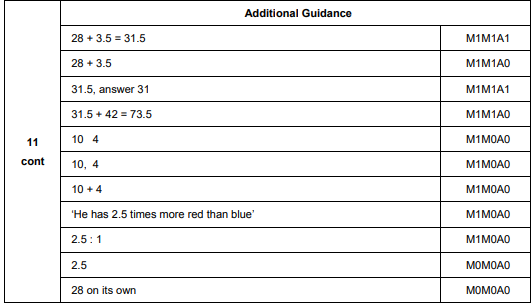 Additional Guidance
28 + 3.5 = 31.5 M1M1A1
28 + 3.5 M1M1A0
31.5, answer 31 M1M1A1
31.5 + 42 = 73.5 M1M1A0
11
cont
10 4 M1M0A0
10, 4 M1M0A0
10 + 4 M1M0A0
‘He has 2.5 times more red than blue’ M1M0A0
2.5 : 1 M1M0A0
2.5 M0M0A0
28 on its own M0M0A0